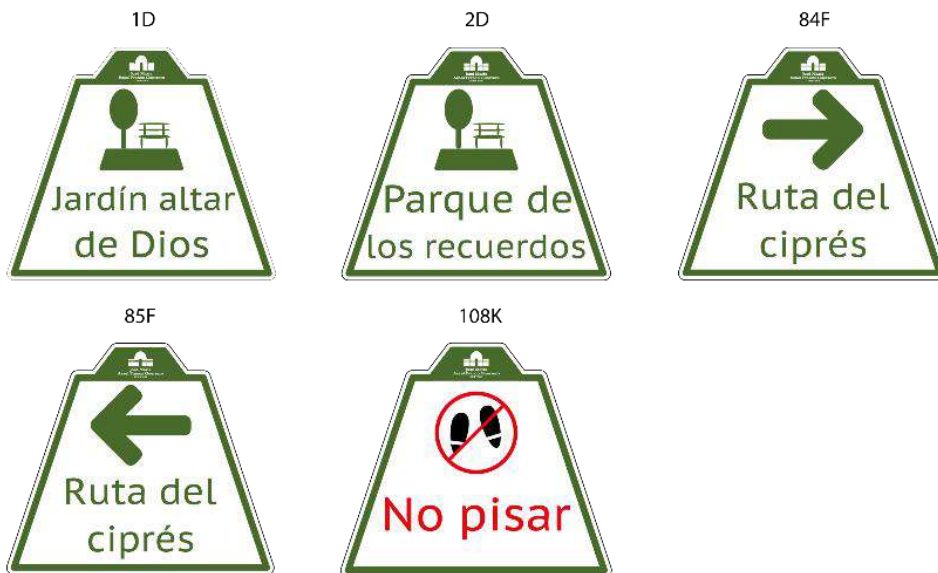 1D
2D
84F
Jardín altar
de Dios
Parque de
los recuerdos
Ruta del
ciprés
85F
108K
Ruta del
ciprés
No pisar